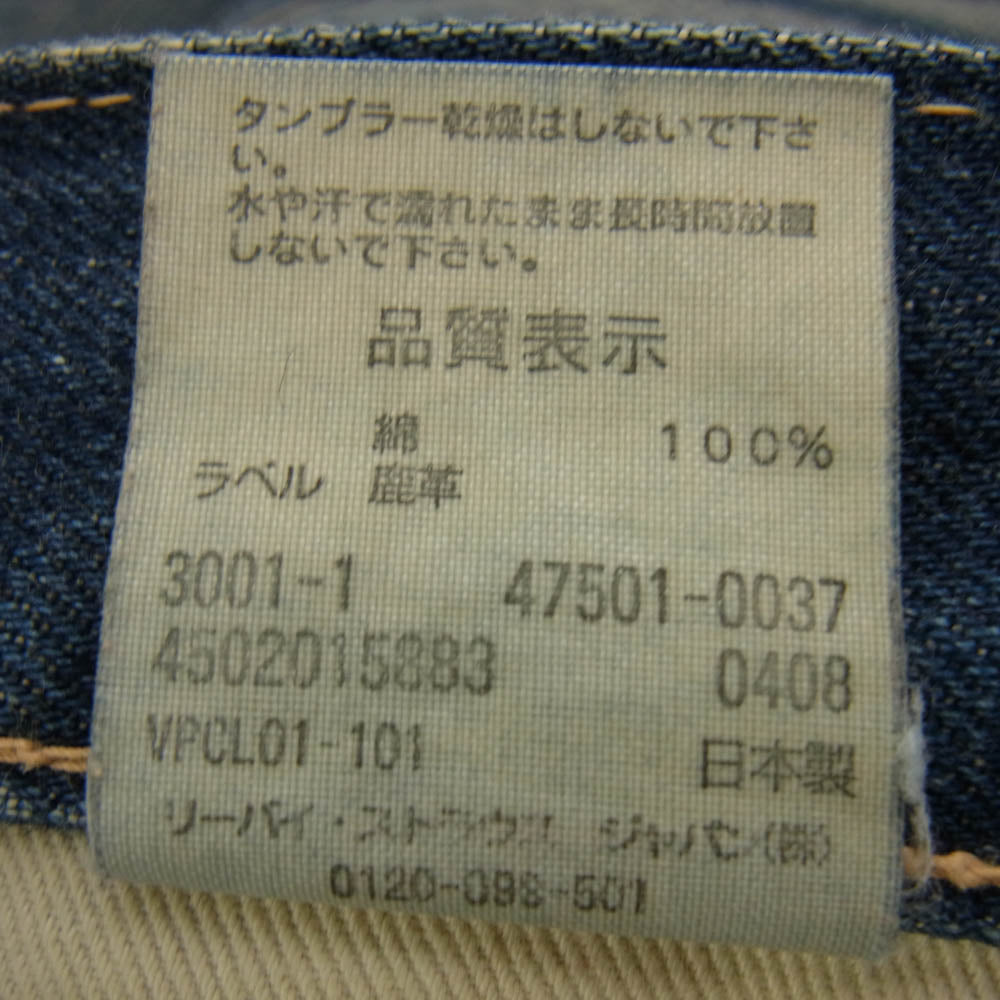 タンブラー乾燥はしないで下さ
い。
水や汗で濡れたまま長時間放置
しないで下さい。
品質表示
綿 100%
ラベル 鹿革
3001-1 47501-0037
4502015883 0408
VPCL01-101 日本製
リーバイ・ストラウス ジャパン(株)
0120-098-501